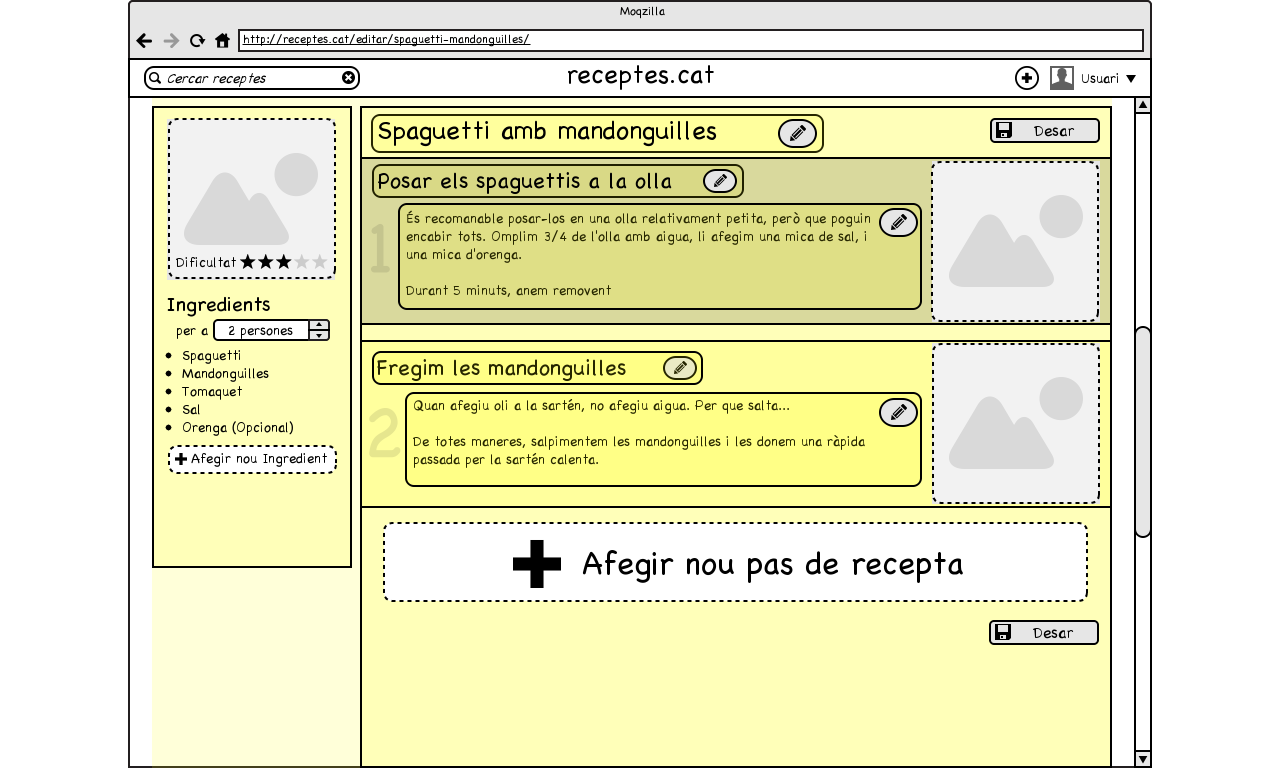 Moqzilla
http://receptes.cat/editar/spaguetti-mandonguilles/
Cercar receptes
receptes.cat
Usuari
Dificultat
Ingredients
per a 2 persones
Spaguetti
Mandonguilles
Tomaquet
Sal
Orenga (Opcional)
Afegir nou Ingredient
Spaguetti amb mandonguilles
Desar
Posar els spaguettis a la olla
1
És recomanable posar-los en una olla relativament petita, però que poguin
encabir tots. Omplim 3/4 de l'olla amb aigua, li afegim una mica de sal, i
una mica d'orenga.
Durant 5 minuts, anem removent
Fregim les mandonguilles
2
Quan afegiu oli a la sartén, no afegiu aigua. Per que salta...
De totes maneres, salpimentem les mandonguilles i les donem una ràpida
passada per la sartén calenta.
Afegir nou pas de recepta
Desar